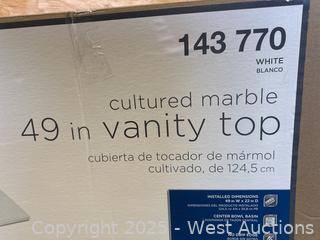 143 770
WHITE
BLANCO
cultured marble
49 in vanity top
cubierta de tocador de mármol
cultivado, de 124,5 cm
INSTALLED DIMENSIONS
49 in W x 22 in D
CENTER BOWL BASIN
Copyright 2025 - West Auctions